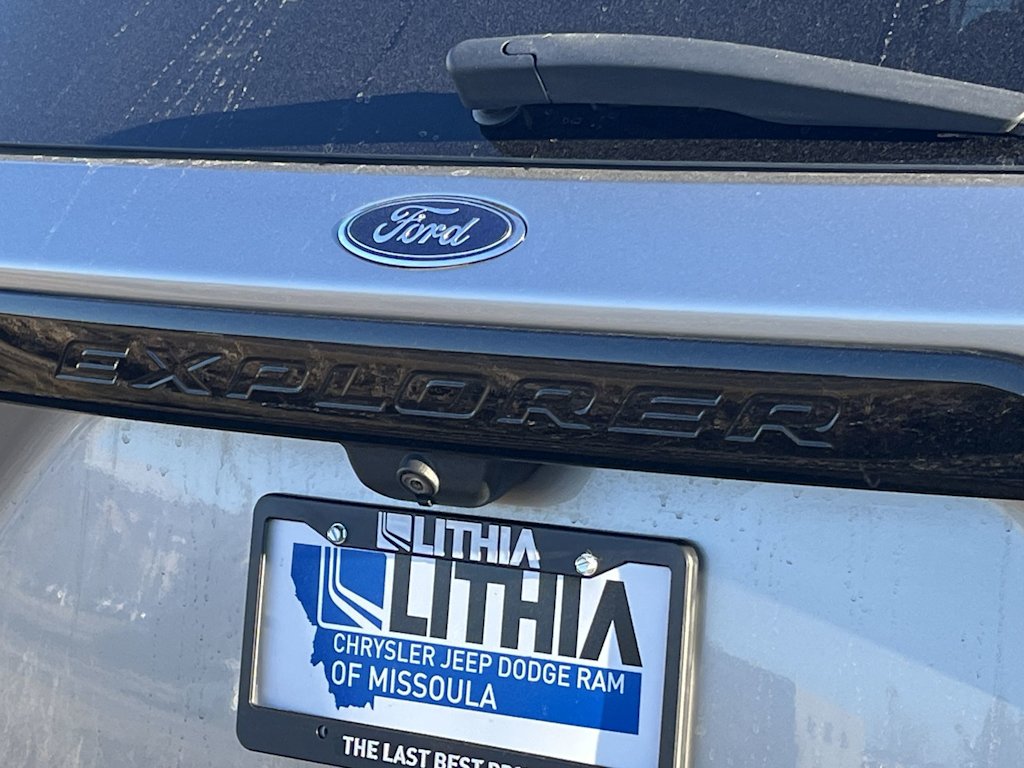 Ford
EXPLORER
LITHIA
LITHIA
CHRYSLER JEEP DODGE RAM
OF MISSOULA
THE LAST BEST